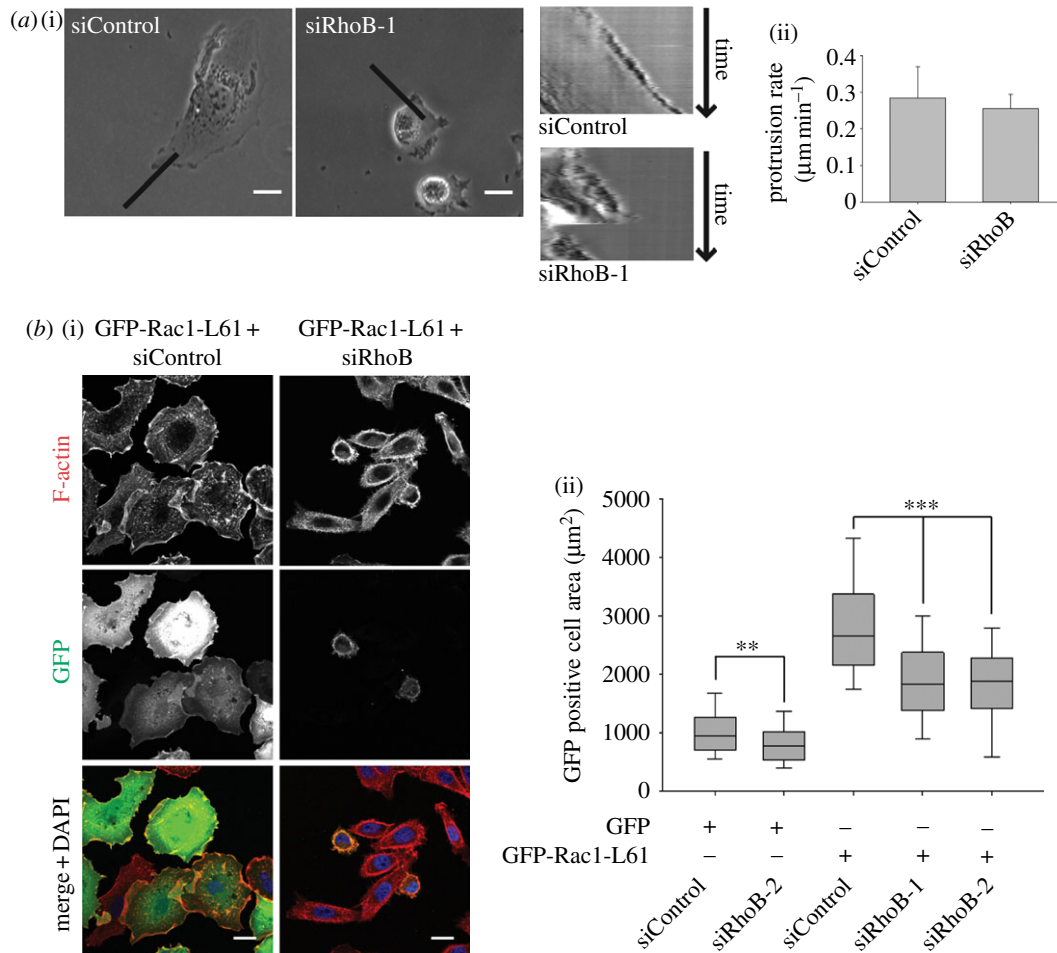 (a) (i)
siControl
siRhoB-1
time
siControl
time
siRhoB-1
(ii)
protrusion rate
(µm min⁻¹)
0.4
0.3
0.2
0.1
0
siControl
siRhoB
(b) (i)
GFP-Rac1-L61 +
siControl
GFP-Rac1-L61 +
siRhoB
F-actin
GFP
merge + DAPI
(ii)
GFP positive cell area (µm²)
5000
4000
3000
2000
1000
0
**
***
GFP + + – – –
GFP-Rac1-L61 – – + + +
siControl
siRhoB-2
siControl
siRhoB-1
siRhoB-2